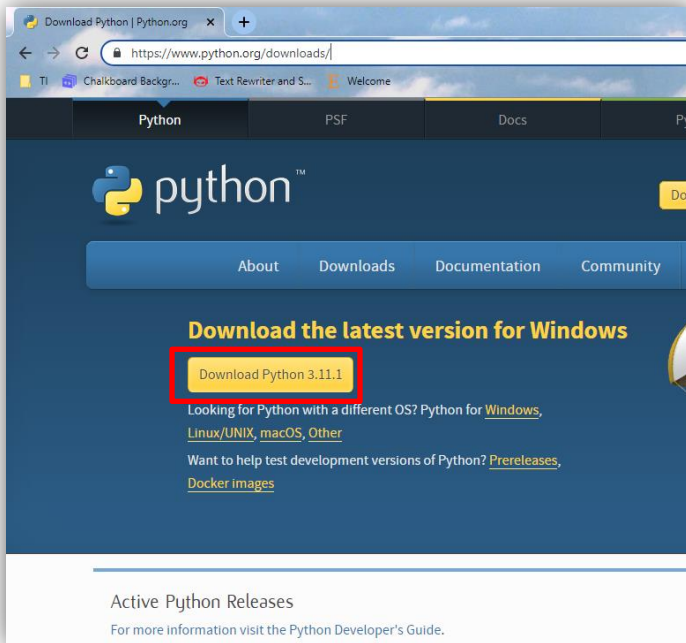 Download Python | Python.org
https://www.python.org/downloads/
TI Chalkboard Backgr... Text Rewriter and S... Welcome
Python PSF Docs
python™
About Downloads Documentation Community
Download the latest version for Windows
Download Python 3.11.1
Looking for Python with a different OS? Python for Windows,
Linux/UNIX, macOS, Other
Want to help test development versions of Python? Prereleases,
Docker images
Active Python Releases
For more information visit the Python Developer's Guide.